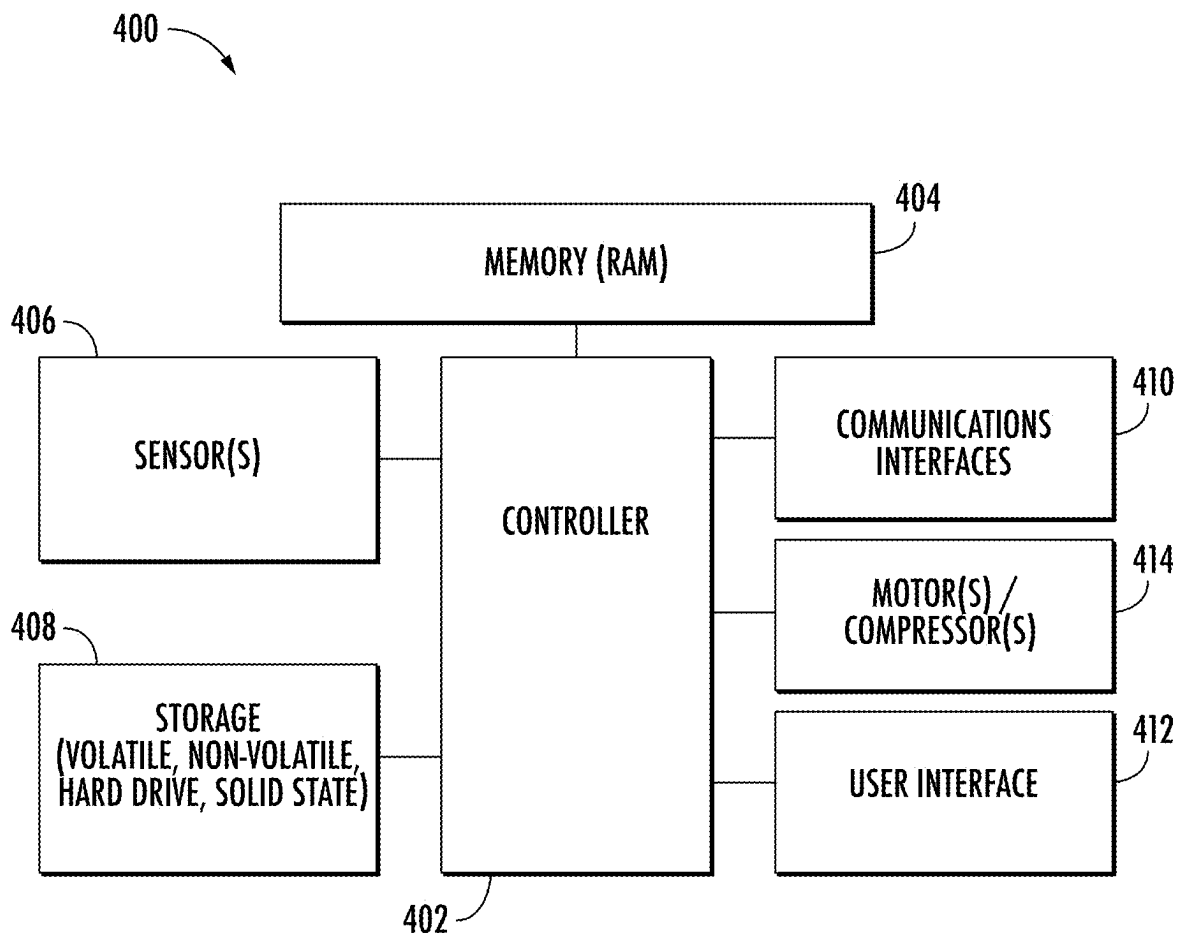 400
404
MEMORY (RAM)
406
SENSOR(S)
410
COMMUNICATIONS
INTERFACES
CONTROLLER
414
MOTOR(S) /
COMPRESSOR(S)
408
STORAGE
(VOLATILE, NON-VOLATILE,
HARD DRIVE, SOLID STATE)
412
USER INTERFACE
402